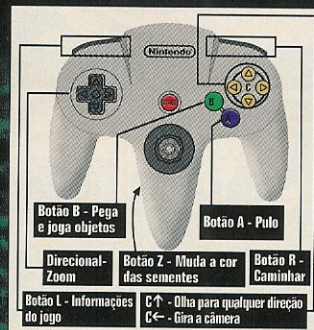 Nintendo
START
C
B
A
Botão B - Pega
e joga objetos
Botão A - Pulo
Direcional-
Zoom
Botão Z - Muda a cor
das sementes
Botão R -
Caminhar
Botão L - Informações
do jogo
C↑ - Olha para qualquer direção
C← - Gira a câmera